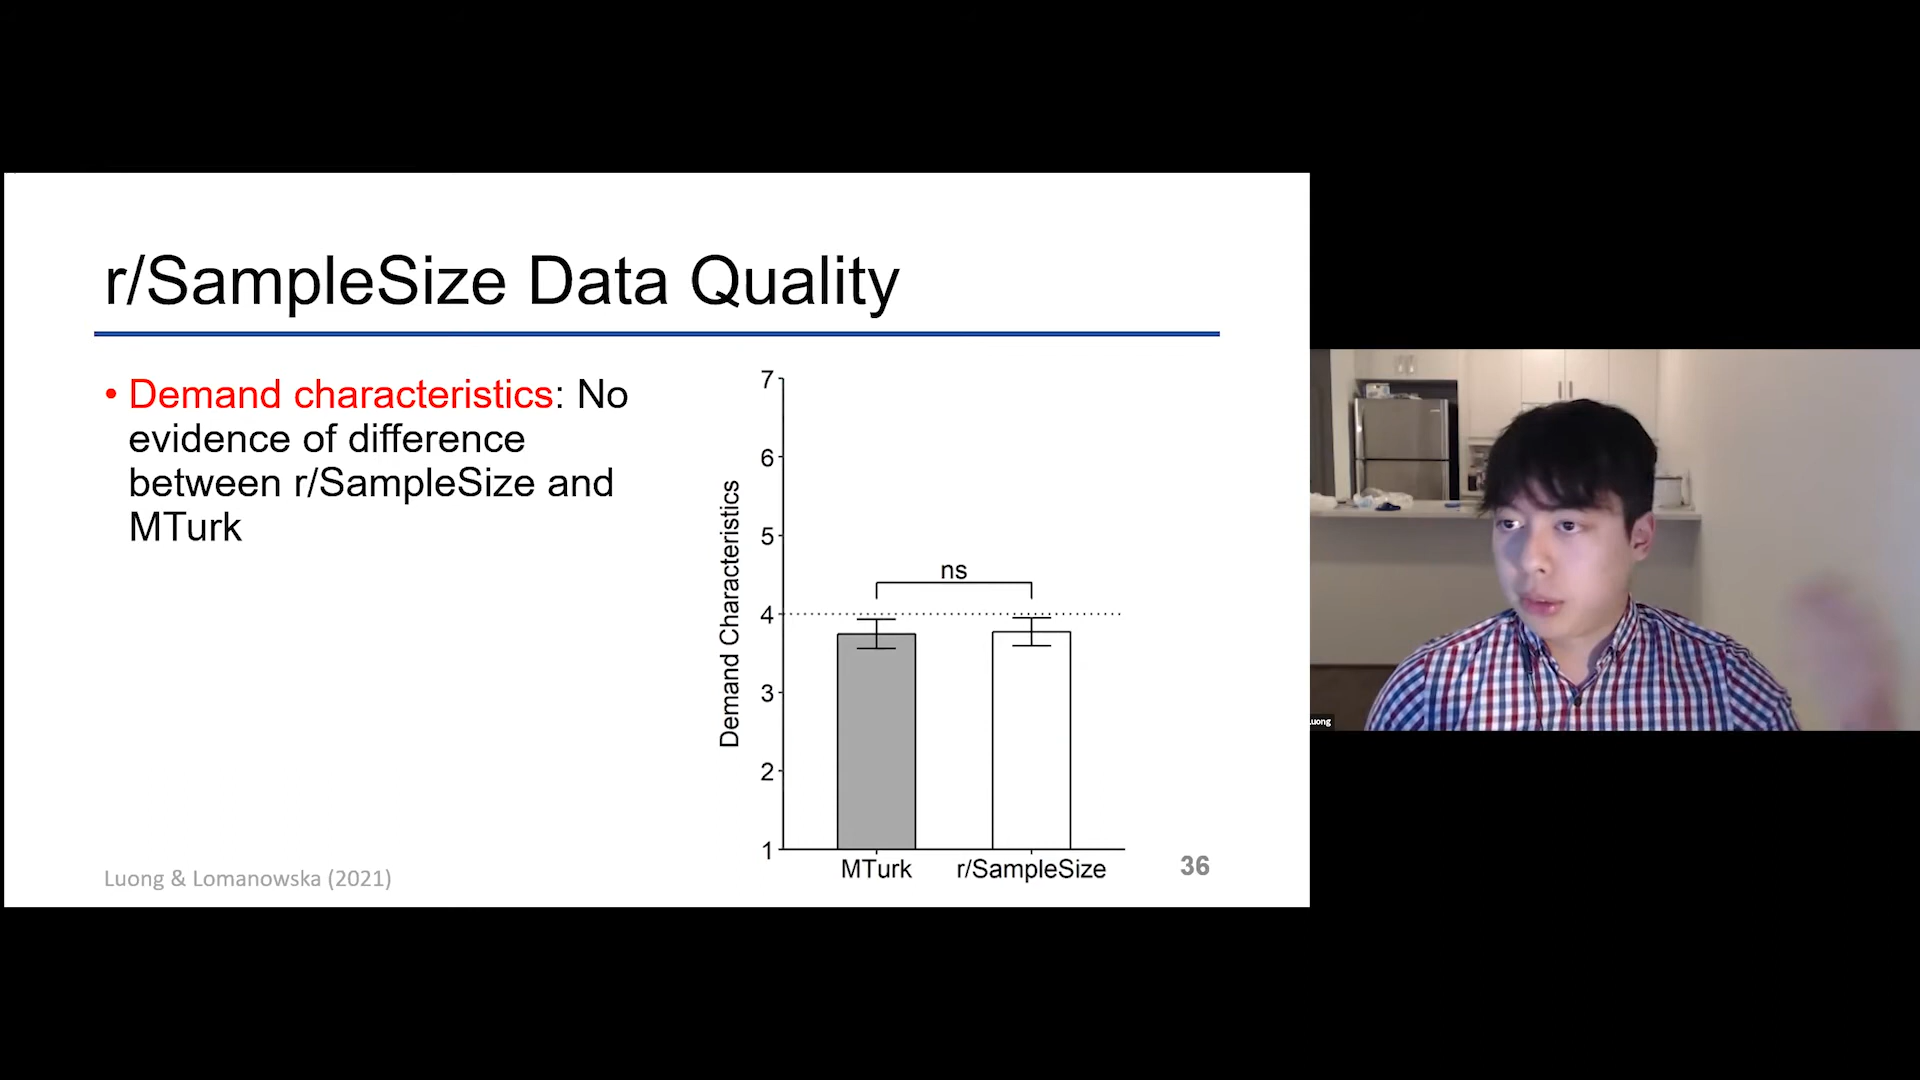 r/SampleSize Data Quality
• Demand characteristics: No
evidence of difference
between r/SampleSize and
MTurk
7
6
5
4
3
2
1
Demand Characteristics
ns
MTurk
r/SampleSize
Luong & Lomanowska (2021)
36
Luong